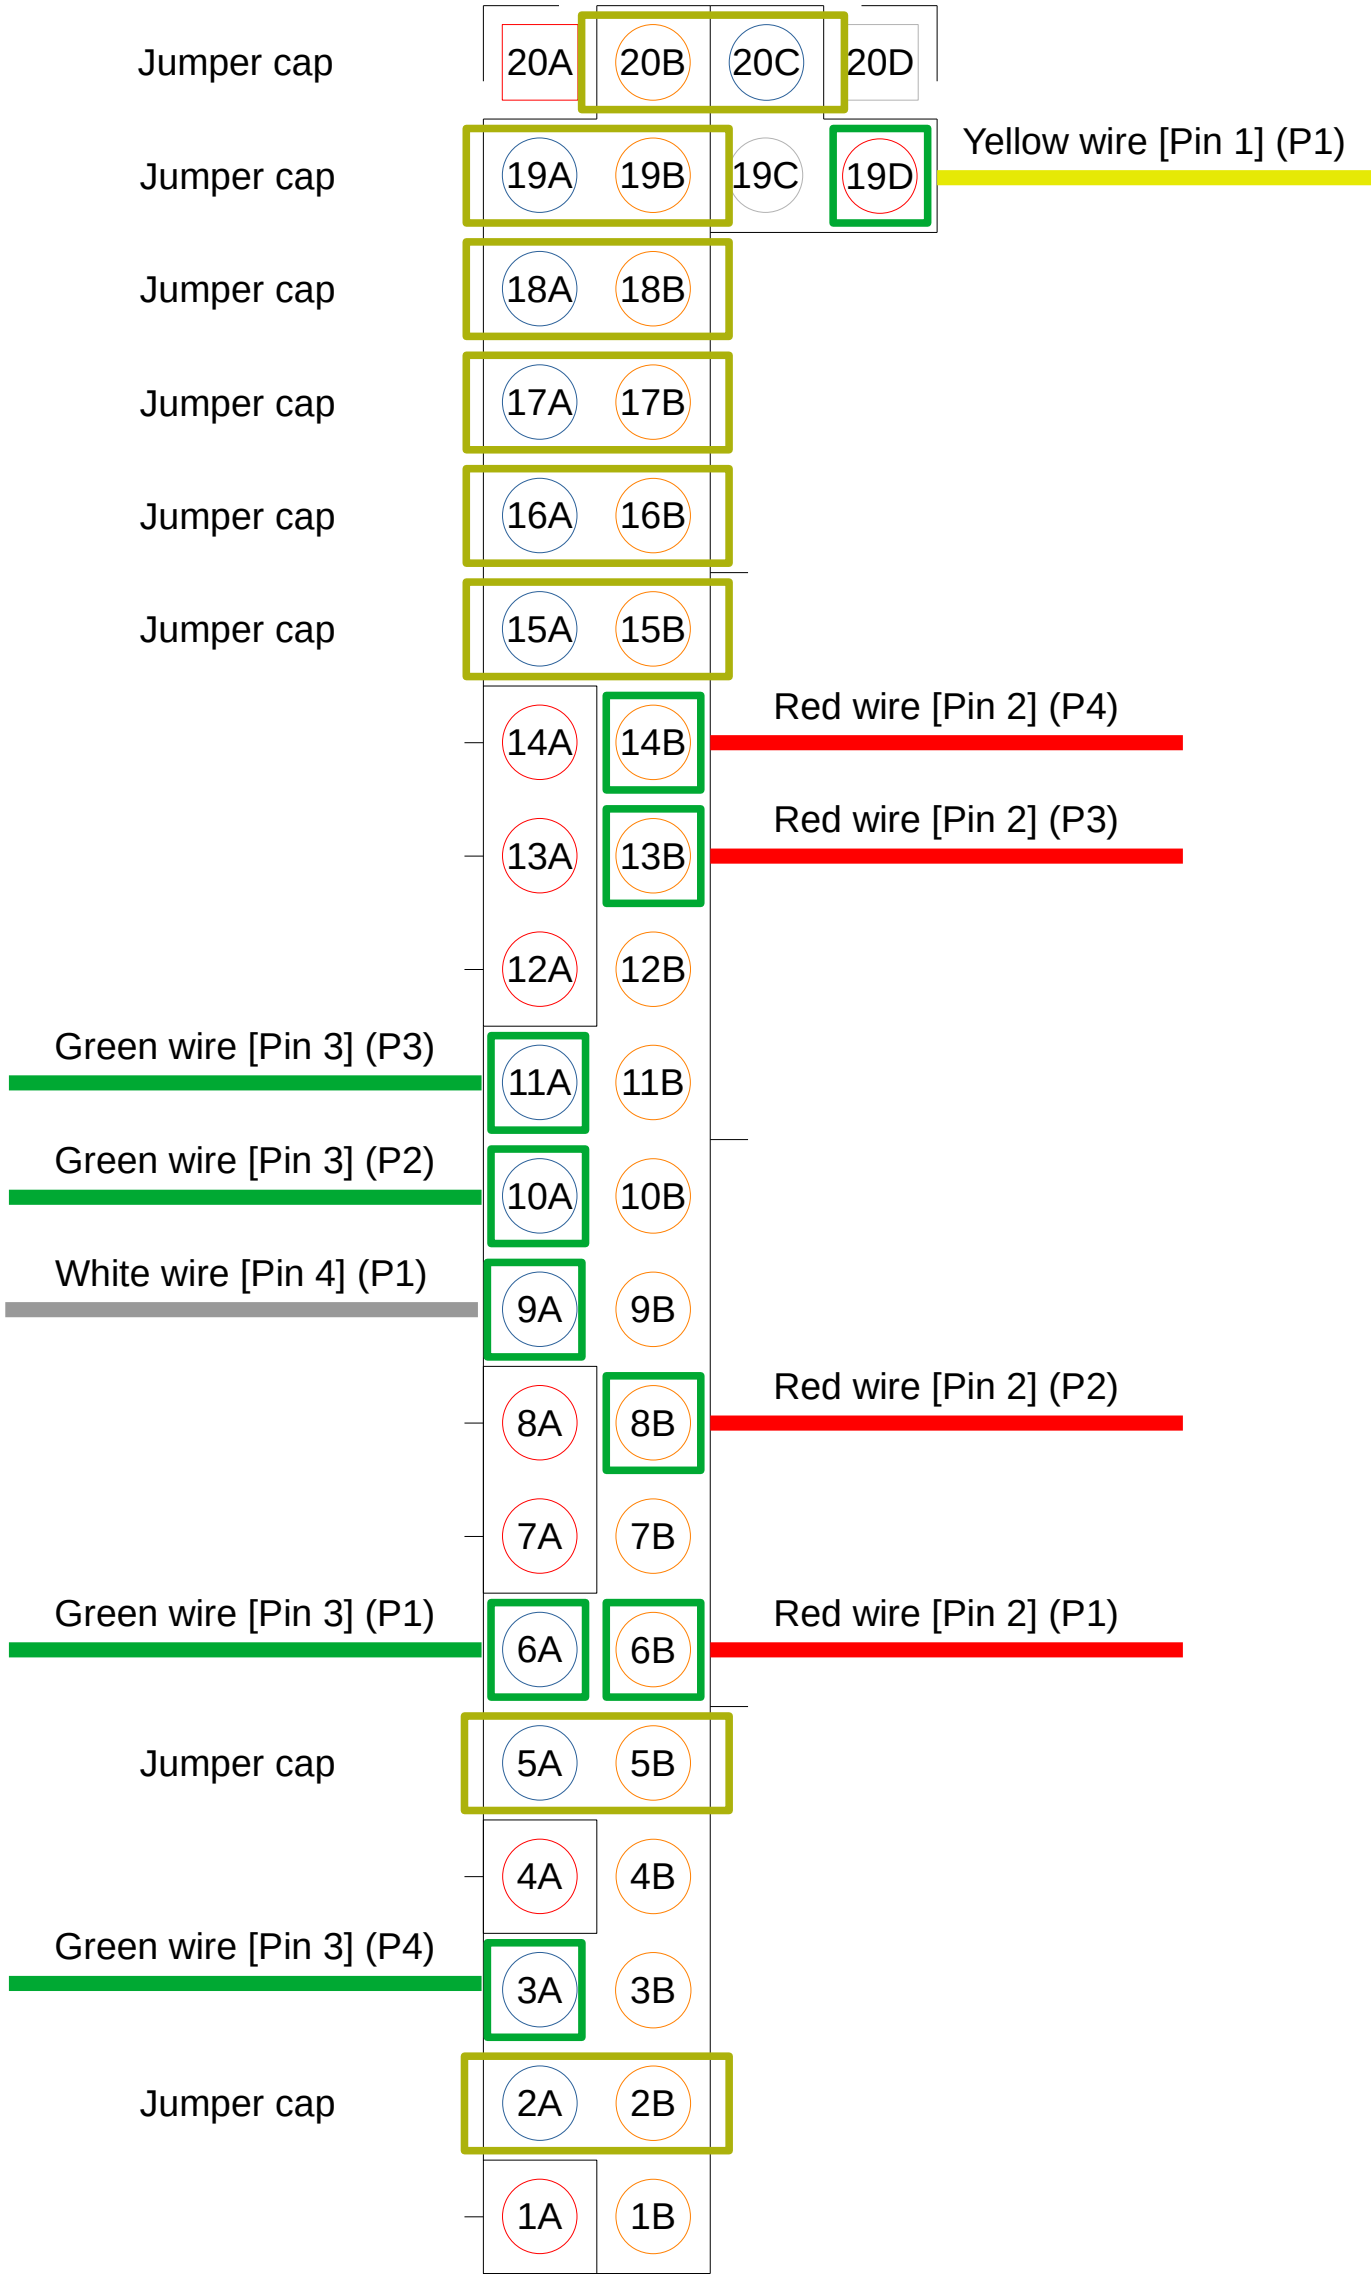 Jumper cap 20A 20B 20C 20D
Yellow wire [Pin 1] (P1)
Jumper cap 19A 19B 19C 19D
Jumper cap 18A 18B
Jumper cap 17A 17B
Jumper cap 16A 16B
Jumper cap 15A 15B
Red wire [Pin 2] (P4)
14A 14B
Red wire [Pin 2] (P3)
13A 13B
12A 12B
Green wire [Pin 3] (P3)
11A 11B
Green wire [Pin 3] (P2)
10A 10B
White wire [Pin 4] (P1)
9A 9B
Red wire [Pin 2] (P2)
8A 8B
7A 7B
Green wire [Pin 3] (P1) Red wire [Pin 2] (P1)
6A 6B
Jumper cap 5A 5B
4A 4B
Green wire [Pin 3] (P4)
3A 3B
Jumper cap 2A 2B
1A 1B